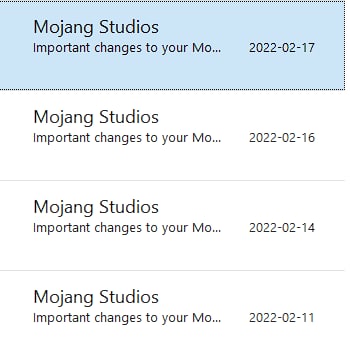 Mojang Studios
Important changes to your Mo... 2022-02-17
Mojang Studios
Important changes to your Mo... 2022-02-16
Mojang Studios
Important changes to your Mo... 2022-02-14
Mojang Studios
Important changes to your Mo... 2022-02-11